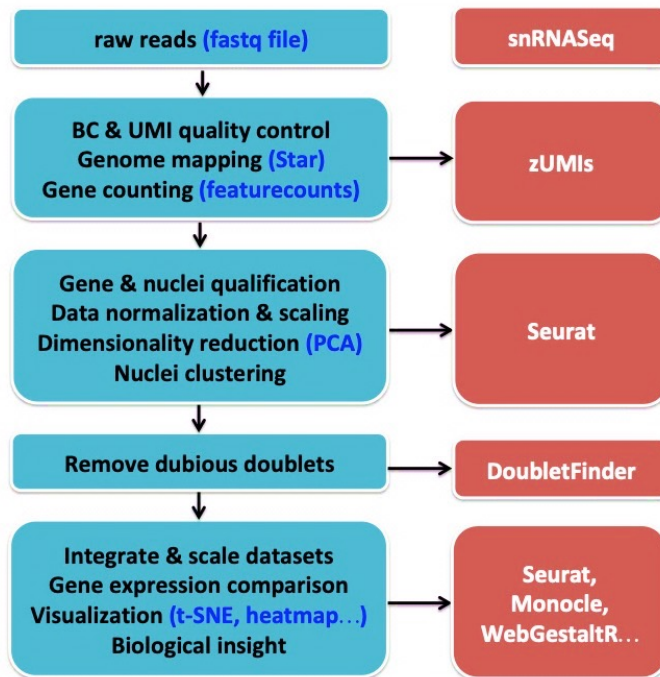 raw reads (fastq file)
snRNASeq
BC & UMI quality control
Genome mapping (Star)
Gene counting (featurecounts)
zUMIs
Gene & nuclei qualification
Data normalization & scaling
Dimensionality reduction (PCA)
Nuclei clustering
Seurat
Remove dubious doublets
DoubletFinder
Integrate & scale datasets
Gene expression comparison
Visualization (t-SNE, heatmap...)
Biological insight
Seurat,
Monocle,
WebGestaltR...